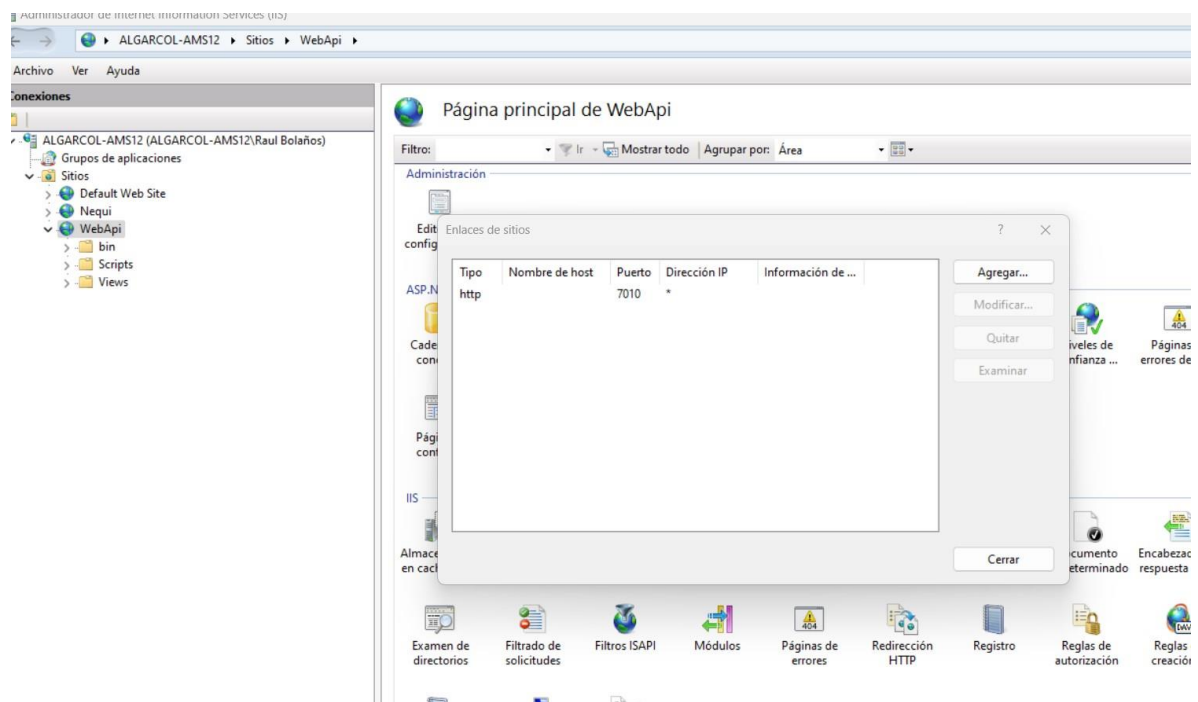 Administrador de Internet Information Services (IIS)
ALGARCOL-AMS12 Sitios WebApi
Archivo Ver Ayuda
Conexiones
ALGARCOL-AMS12 (ALGARCOL-AMS12\Raul Bolaños)
Grupos de aplicaciones
Sitios
Default Web Site
Nequi
WebApi
bin
Scripts
Views
Página principal de WebApi
Filtro: Ir Mostrar todo Agrupar por: Área
Administración
Edit
config
Enlaces de sitios ? ×
Tipo Nombre de host Puerto Dirección IP Información de ...
http 7010 *
Agregar...
Modificar...
Quitar
Examinar
Cerrar
ASP.N
Cade
con
Pági
conf
iveles de
nfianza ...
Páginas
errores de
404
IIS
Almace
en cach
cumento
eterminado
Encabezad
respuesta
Examen de
directorios
Filtrado de
solicitudes
Filtros ISAPI
Módulos
404
Páginas de
errores
Redirección
HTTP
Registro
Reglas de
autorización
DAV
Reglas
creación